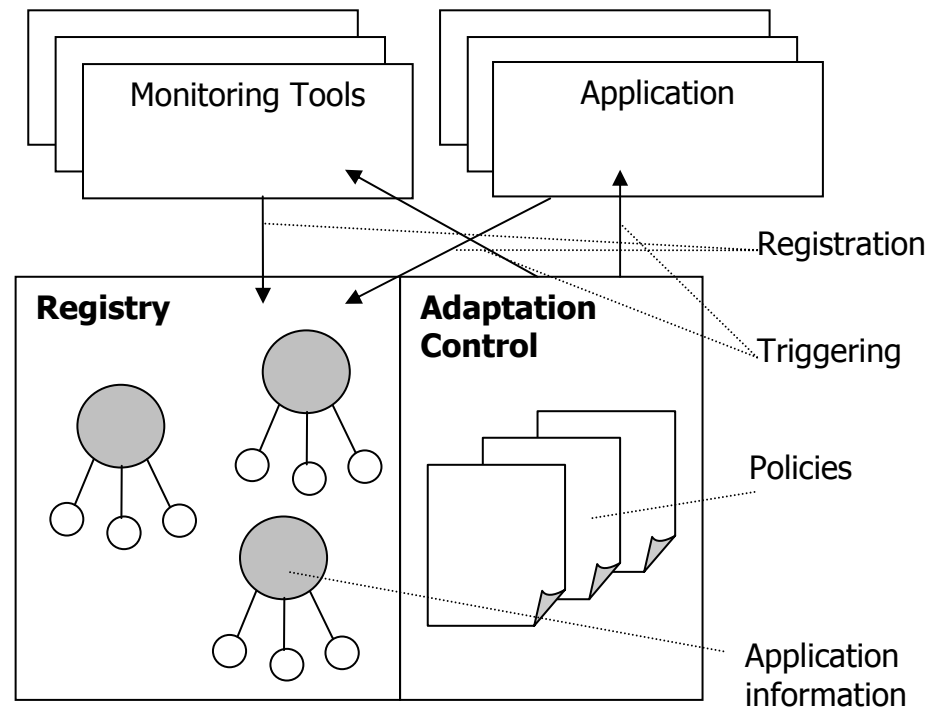 Monitoring Tools
Application
Registration
Registry
Adaptation
Control
Triggering
Policies
Application
information